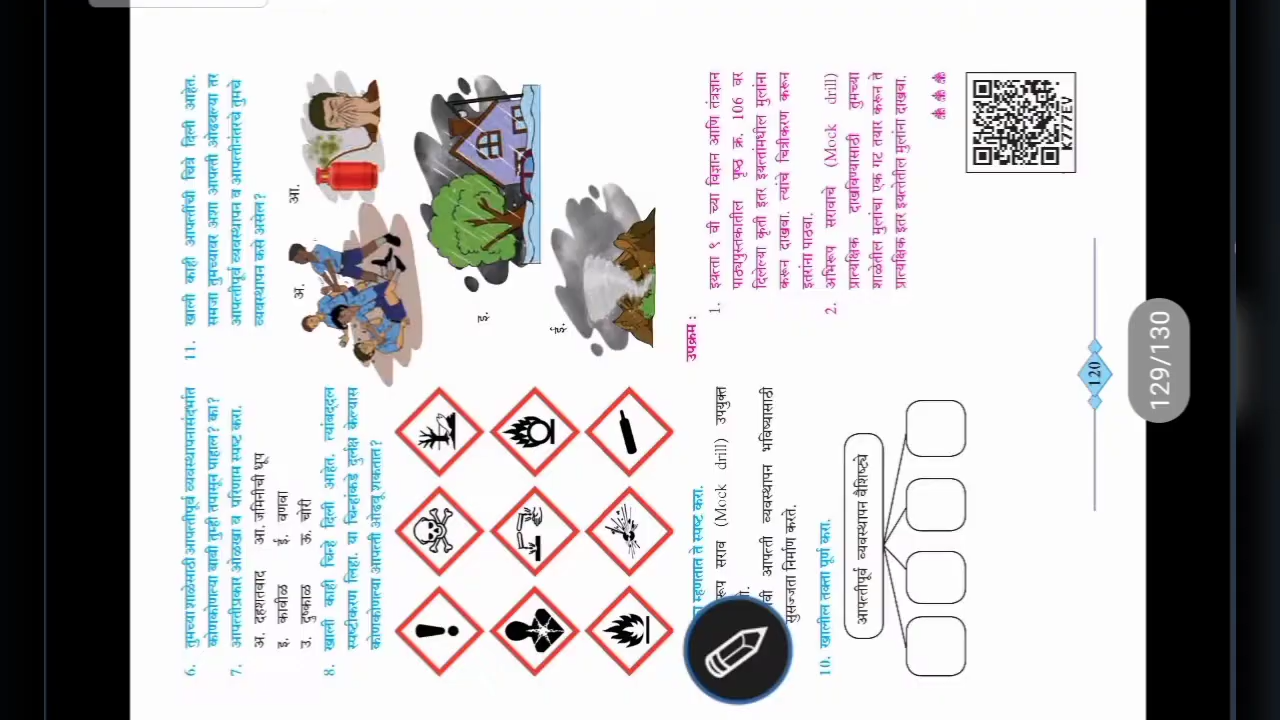 6. तुमच्या शाळेसाठी आपत्तीपूर्व व्यवस्थापनासंदर्भात
कोणकोणत्या बाबी तुम्ही तपासून पाहाल? का?
7. आपत्तीप्रकार ओळखा व परिणाम स्पष्ट करा.
अ. दहशतवाद आ. जमिनीची धूप
इ. कावीळ ई. वणवा
उ. दुष्काळ ऊ. चोरी
8. खाली काही चिन्हे दिली आहेत. त्यांबद्दल
स्पष्टीकरण लिहा. या चिन्हांकडे दुर्लक्ष केल्यास
कोणकोणत्या आपत्ती ओढवू शकतात?
म्हणतात ते स्पष्ट करा.
सराव (Mock drill) उपयुक्त
आपत्ती व्यवस्थापन भविष्यासाठी
सुसज्जता निर्माण करते.
10. खालील तक्ता पूर्ण करा.
आपत्तीपूर्व व्यवस्थापन वैशिष्ट्ये
11. खाली काही आपत्तींची चित्रे दिली आहेत.
समजा तुमच्यावर अशा आपत्ती ओढवल्या तर
आपत्तीपूर्व व्यवस्थापन व आपत्तीनंतरचे तुमचे
व्यवस्थापन कसे असेल?
अ.
आ.
इ.
ई.
उपक्रम :
1. इयत्ता ९ वी च्या विज्ञान आणि तंत्रज्ञान
पाठ्यपुस्तकातील पृष्ठ क्र. 106 वर
दिलेल्या कृती इतर इयत्तांमधील मुलांना
करून दाखवा. त्यांचे चित्रीकरण करून
इतरांना पाठवा.
2. अभिरूप सरावाचे (Mock drill)
प्रात्यक्षिक दाखविण्यासाठी तुमच्या
शाळेतील मुलांचा एक गट तयार करून ते
प्रात्यक्षिक इतर इयत्तेतील मुलांना दाखवा.
K777EV
120
129/130